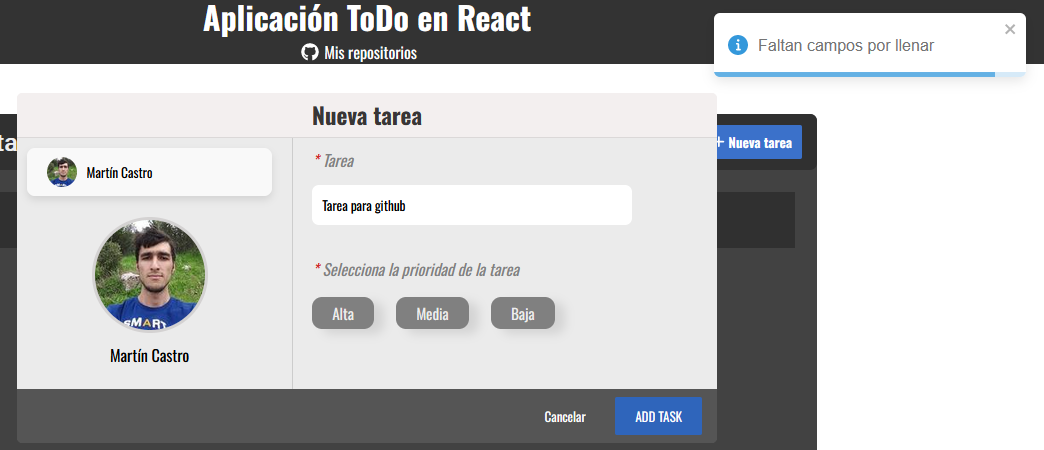 Aplicación ToDo en React
Mis repositorios
Faltan campos por llenar
Nueva tarea
ta
+ Nueva tarea
Martín Castro
* Tarea
Tarea para github
SMART
Martín Castro
* Selecciona la prioridad de la tarea
Alta Media Baja
Cancelar ADD TASK